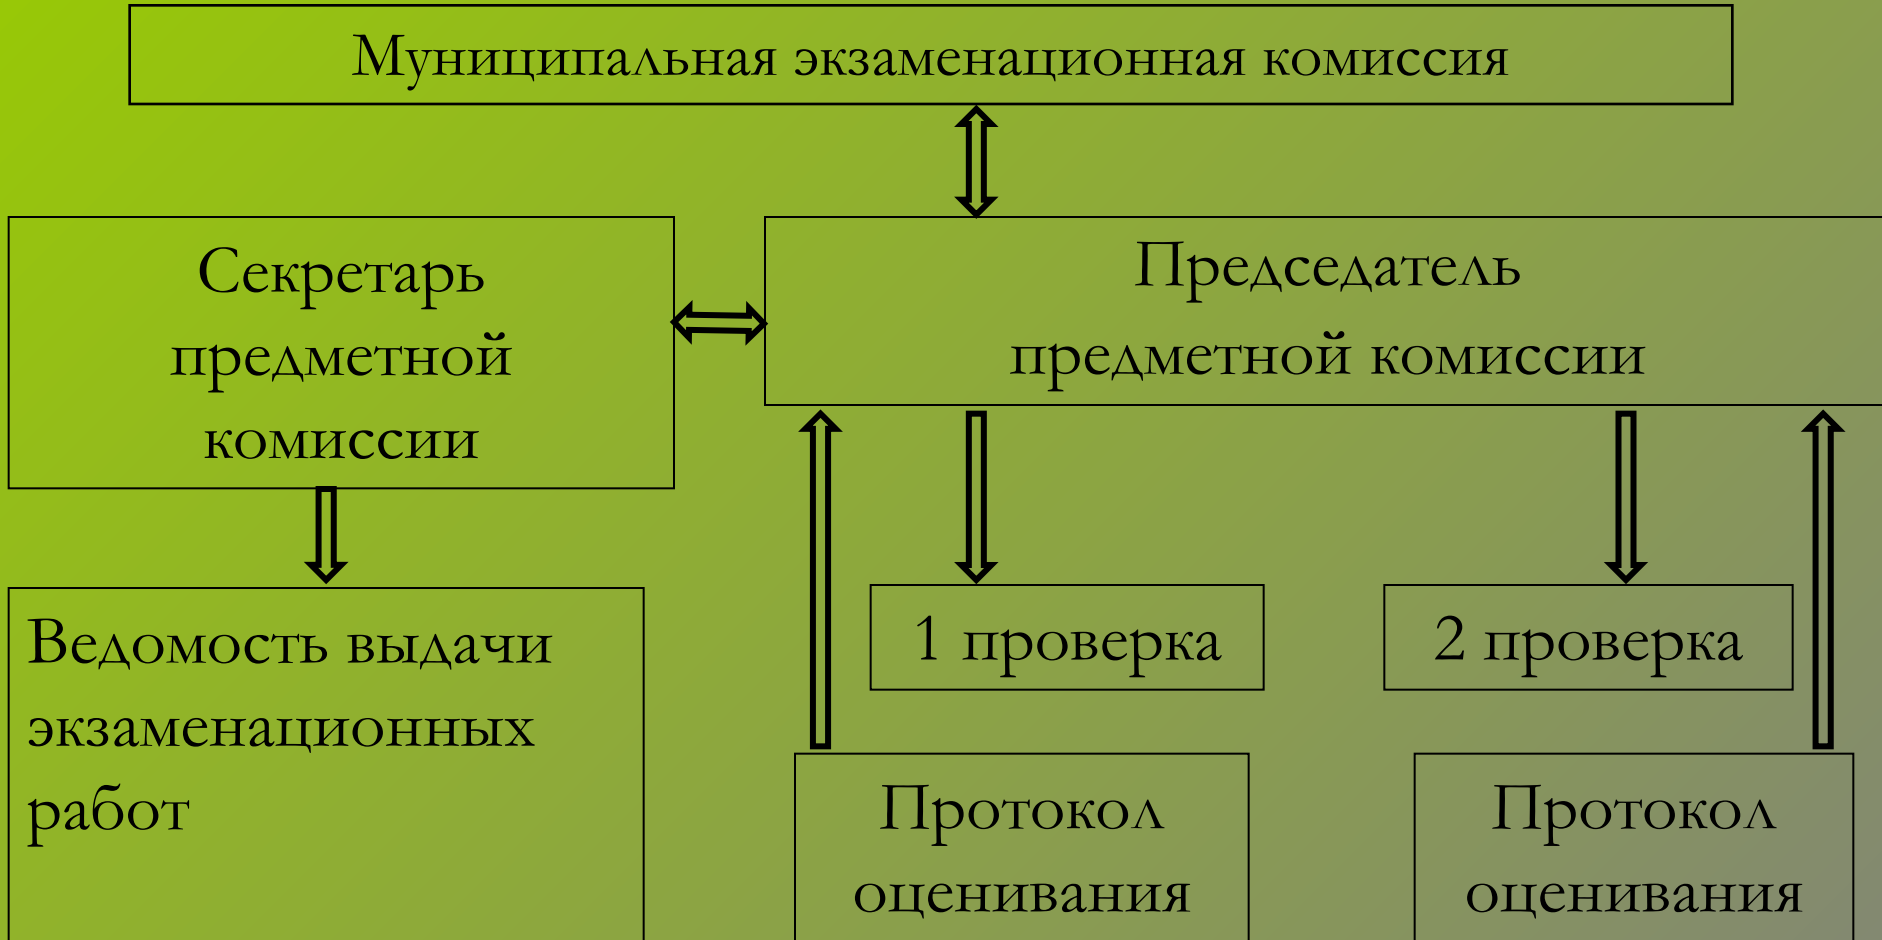 Муниципальная экзаменационная комиссия
Секретарь
предметной
комиссии
Председатель
предметной комиссии
Ведомость выдачи
экзаменационных
работ
1 проверка
2 проверка
Протокол
оценивания
Протокол
оценивания